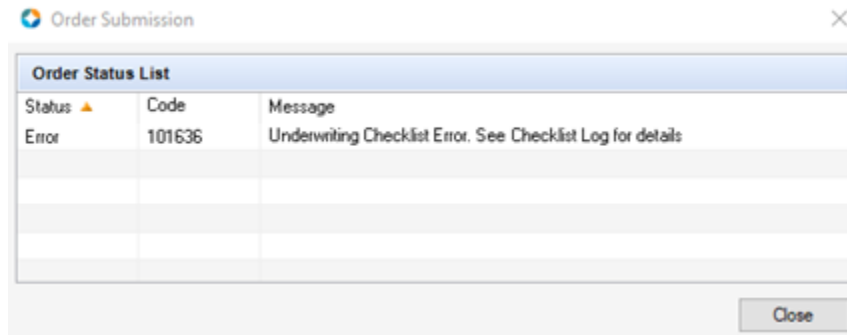 Order Submission
Order Status List
Status Code Message
Error 101636 Underwriting Checklist Error. See Checklist Log for details
Close